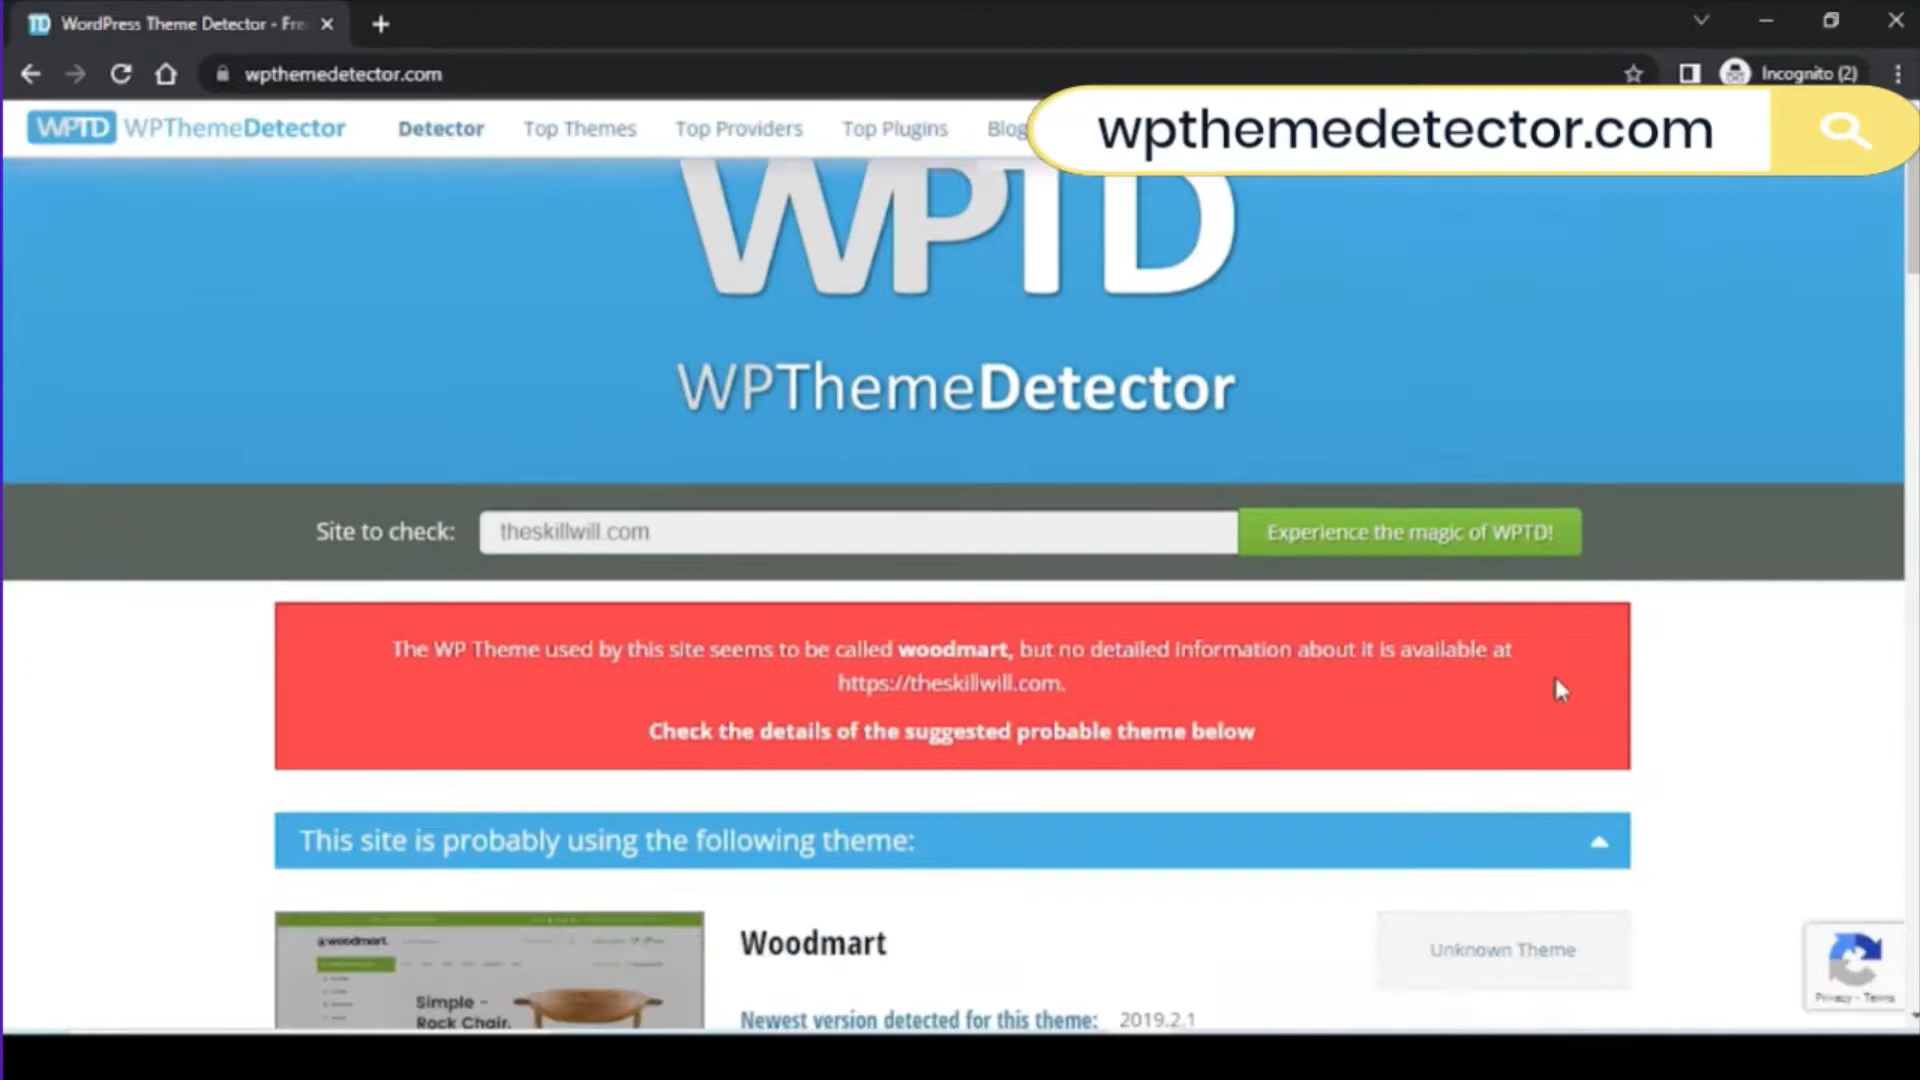 WordPress Theme Detector - Fre
wpthemedetector.com
Incognito (2)
WPTD WPThemeDetector
Detector
Top Themes
Top Providers
Top Plugins
Blog
wpthemedetector.com
WPTD
WPThemeDetector
Site to check:
theskillwill.com
Experience the magic of WPTD!
The WP Theme used by this site seems to be called woodmart, but no detailed information about it is available at
https://theskillwill.com.
Check the details of the suggested probable theme below
This site is probably using the following theme:
woodmart.
Simple -
Rock Chair.
Woodmart
Unknown Theme
Newest version detected for this theme: 2019.2.1
Privacy - Terms